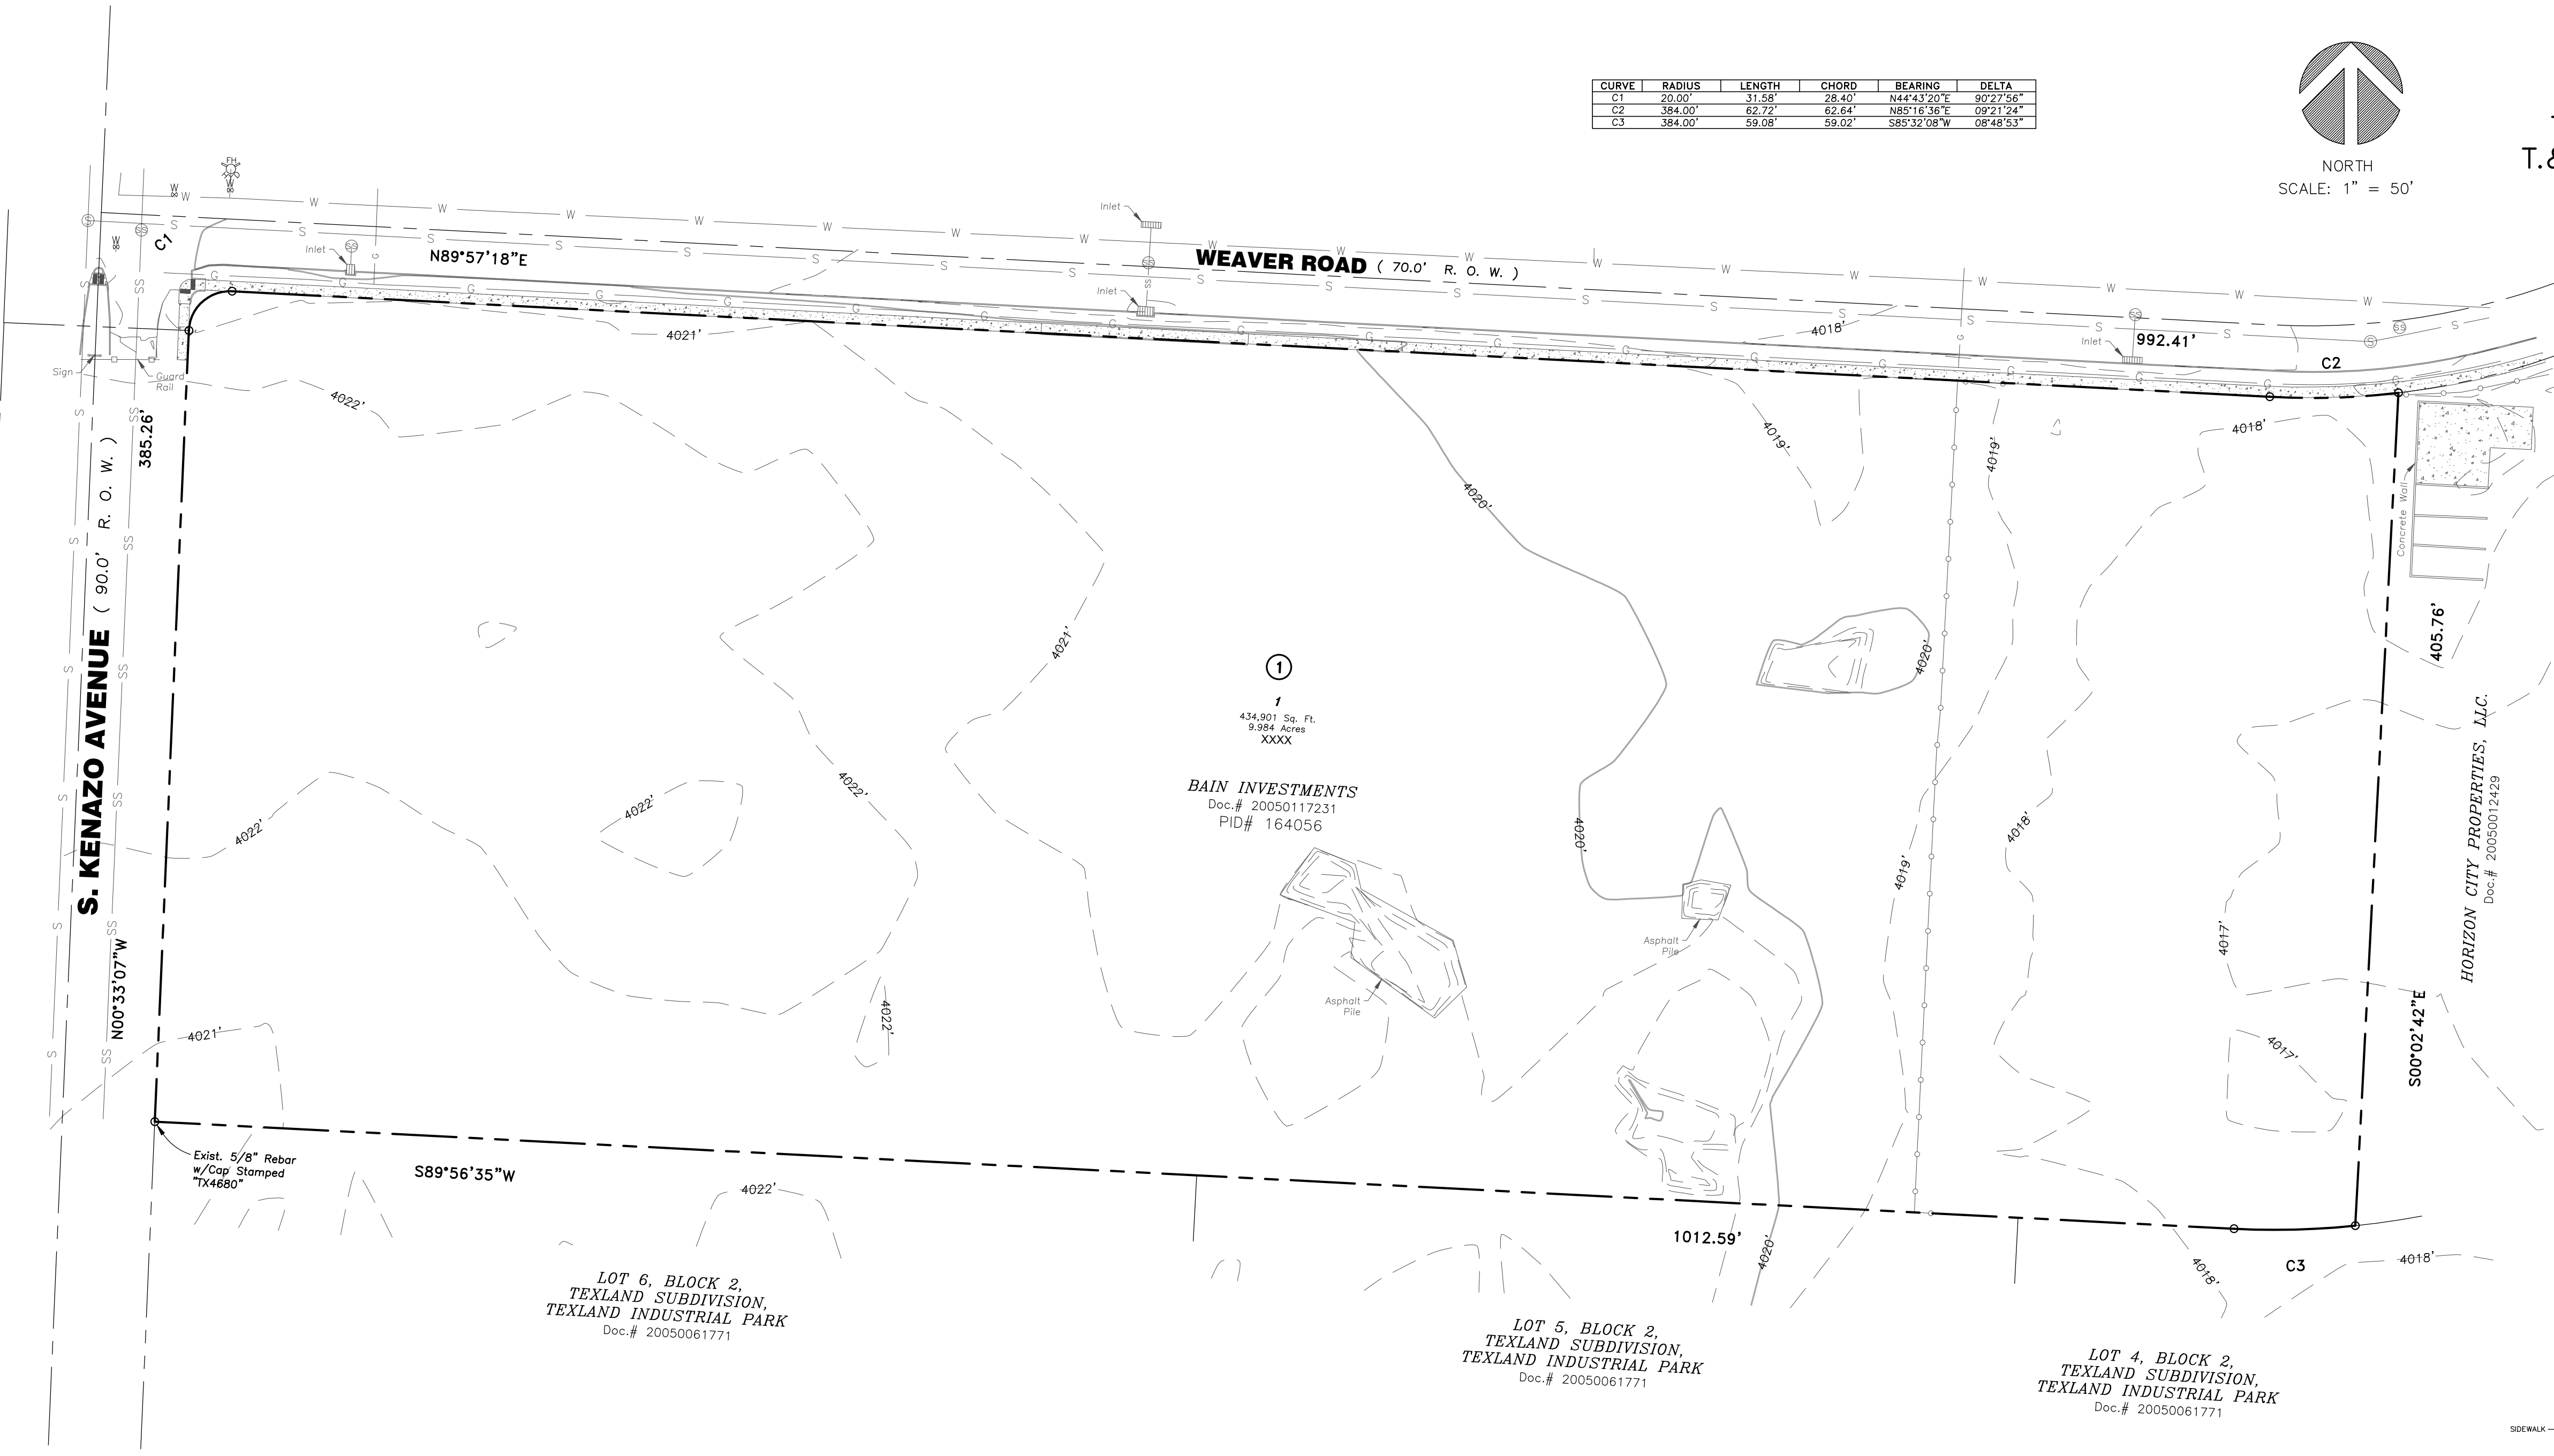 CURVE RADIUS LENGTH CHORD BEARING DELTA
C1 20.00' 31.58' 28.40' N44°43'20"E 90°27'56"
C2 384.00' 62.72' 62.64' N85°16'36"E 09°21'24"
C3 384.00' 59.08' 59.02' S85°32'08"W 08°48'53"
NORTH
SCALE: 1" = 50'
T.&
FH
W
8"
W
8"
W
8"
C1
Inlet
N89°57'18"E
Inlet
Inlet
WEAVER ROAD ( 70.0' R. O. W. )
Inlet
992.41'
C2
4018'
4021'
Sign
Guard
Rail
4022'
385.26'
S. KENAZO AVENUE ( 90.0' R. O. W. )
N00°33'07"W
4020'
4019'
4019'
4018'
Concrete Wall
405.76'
4021'
4020'
1
1
434,901 Sq. Ft.
9.984 Acres
XXXX
BAIN INVESTMENTS
Doc.# 20050117231
PID# 164056
4022'
4022'
4022'
4020'
4019'
4018'
4017'
HORIZON CITY PROPERTIES, LLC.
Doc.# 20050012429
S00°02'42"E
Asphalt
Pile
Asphalt
Pile
4022'
4021'
4017'
Exist. 5/8" Rebar
w/Cap Stamped
"TX4680"
S89°56'35"W
4022'
1012.59'
4020'
4018'
C3
4018'
LOT 6, BLOCK 2,
TEXLAND SUBDIVISION,
TEXLAND INDUSTRIAL PARK
Doc.# 20050061771
LOT 5, BLOCK 2,
TEXLAND SUBDIVISION,
TEXLAND INDUSTRIAL PARK
Doc.# 20050061771
LOT 4, BLOCK 2,
TEXLAND SUBDIVISION,
TEXLAND INDUSTRIAL PARK
Doc.# 20050061771
SIDEWALK